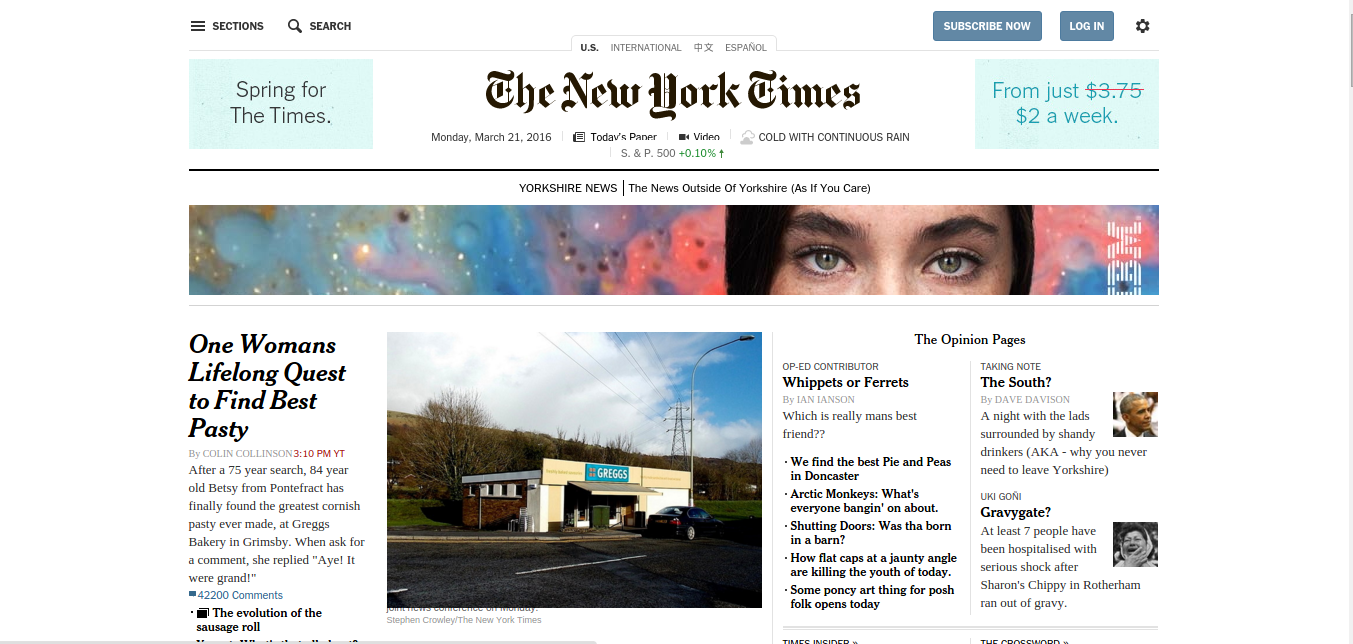 SECTIONS
SEARCH
SUBSCRIBE NOW
LOG IN
U.S. INTERNATIONAL 中文 ESPAÑOL
Spring for
The Times.
The New York Times
From just $3.75
$2 a week.
Monday, March 21, 2016
Today's Paper
Video
COLD WITH CONTINUOUS RAIN
S. & P. 500 +0.10% ↑
YORKSHIRE NEWS | The News Outside Of Yorkshire (As If You Care)
IBM
One Womans
Lifelong Quest
to Find Best
Pasty
By COLIN COLLINSON 3:10 PM YT
After a 75 year search, 84 year
old Betsy from Pontefract has
finally found the greatest cornish
pasty ever made, at Greggs
Bakery in Grimsby. When ask for
a comment, she replied "Aye! It
were grand!"
42200 Comments
· The evolution of the
sausage roll
GREGGS
joint news conference on Monday.
Stephen Crowley/The New York Times
The Opinion Pages
OP-ED CONTRIBUTOR
Whippets or Ferrets
By IAN IANSON
Which is really mans best
friend??
· We find the best Pie and Peas
in Doncaster
· Arctic Monkeys: What's
everyone bangin' on about.
· Shutting Doors: Was tha born
in a barn?
· How flat caps at a jaunty angle
are killing the youth of today.
· Some poncy art thing for posh
folk opens today
TAKING NOTE
The South?
By DAVE DAVISON
A night with the lads
surrounded by shandy
drinkers (AKA - why you never
need to leave Yorkshire)
UKI GOÑI
Gravygate?
At least 7 people have
been hospitalised with
serious shock after
Sharon's Chippy in Rotherham
ran out of gravy.
TIMES INSIDER »
THE CROSSWORD »